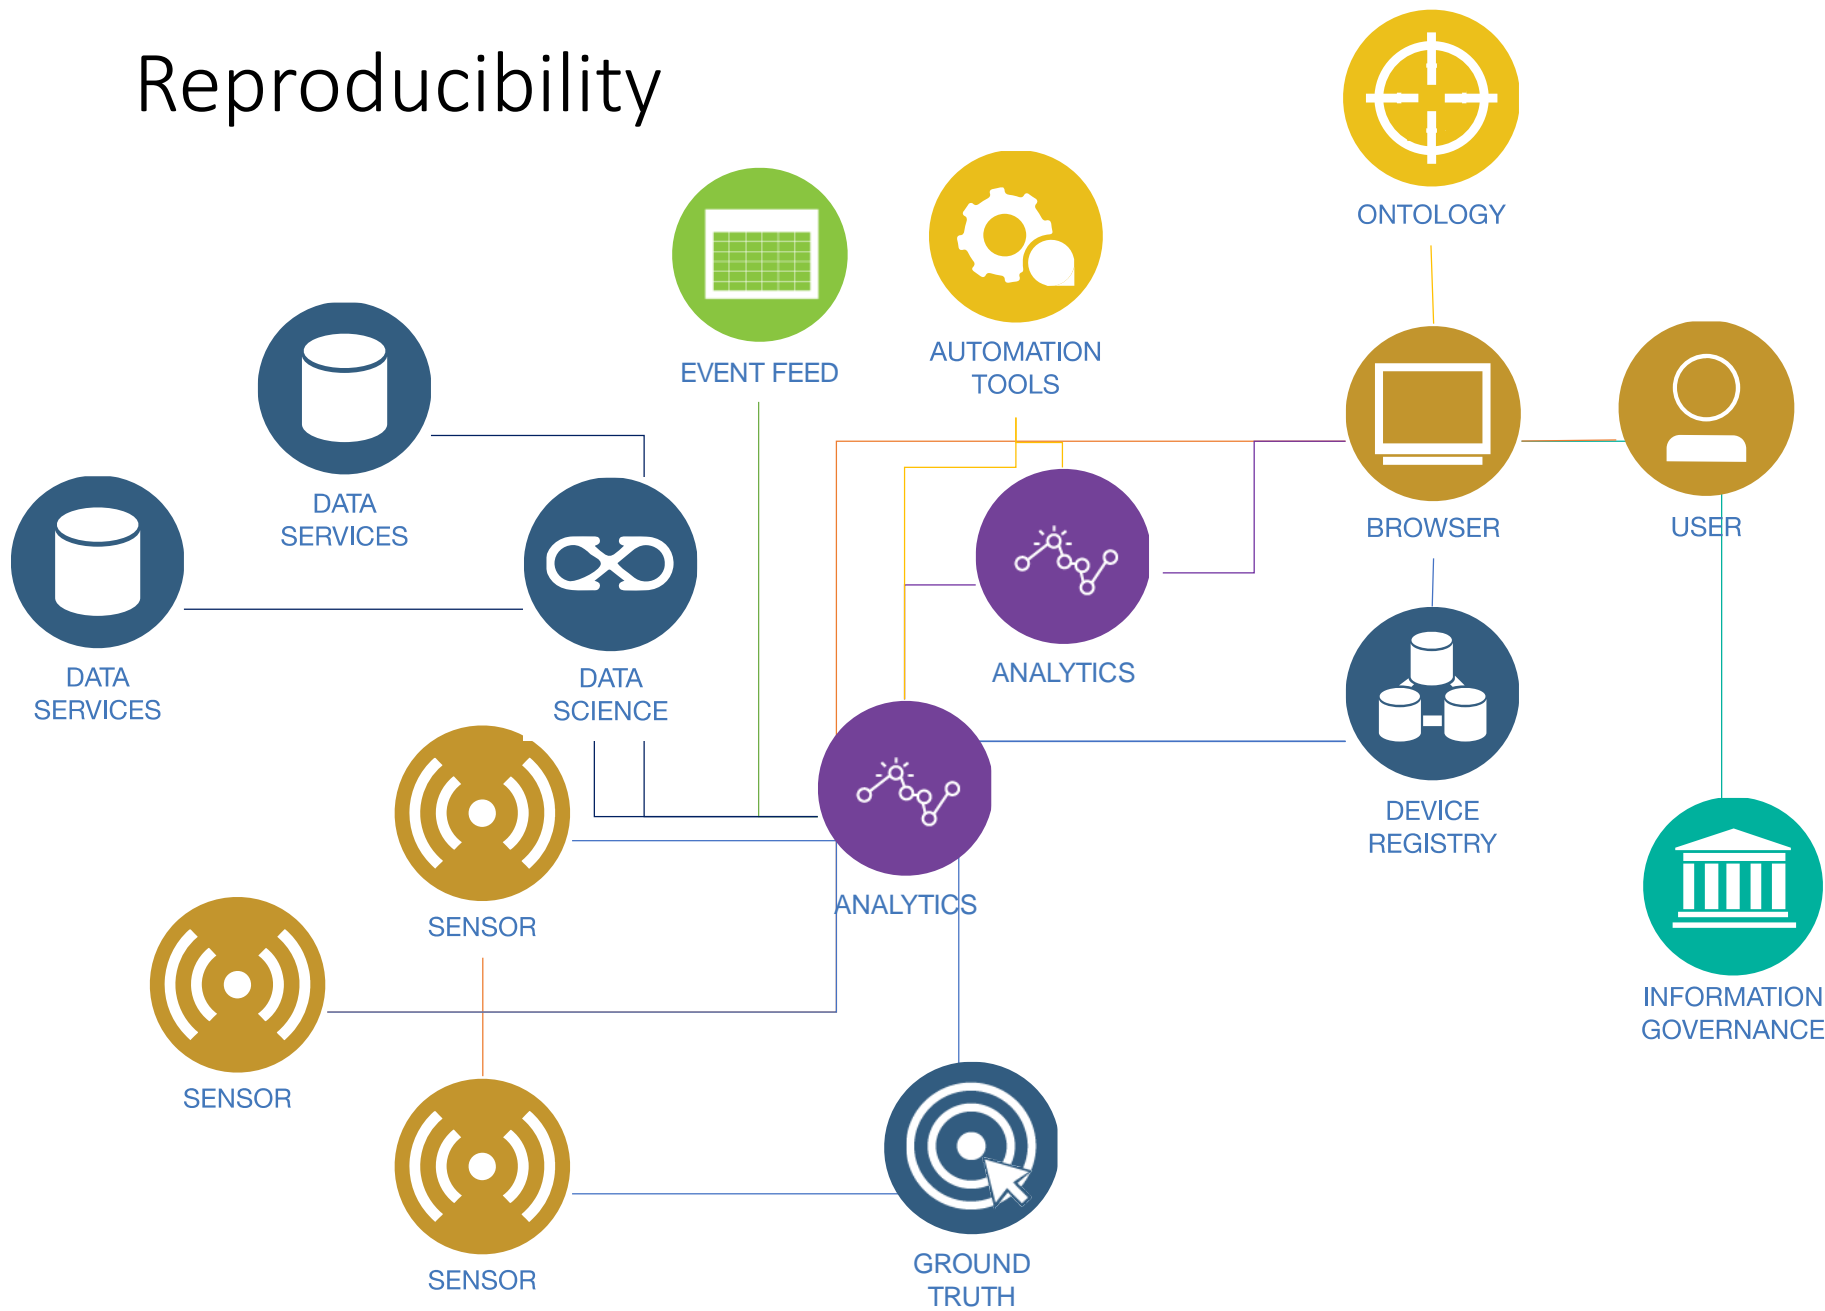 Reproducibility
ONTOLOGY
AUTOMATION
TOOLS
EVENT FEED
DATA
SERVICES
BROWSER
USER
DATA
SERVICES
DATA
SCIENCE
ANALYTICS
DEVICE
REGISTRY
ANALYTICS
SENSOR
INFORMATION
GOVERNANCE
SENSOR
GROUND
TRUTH
SENSOR